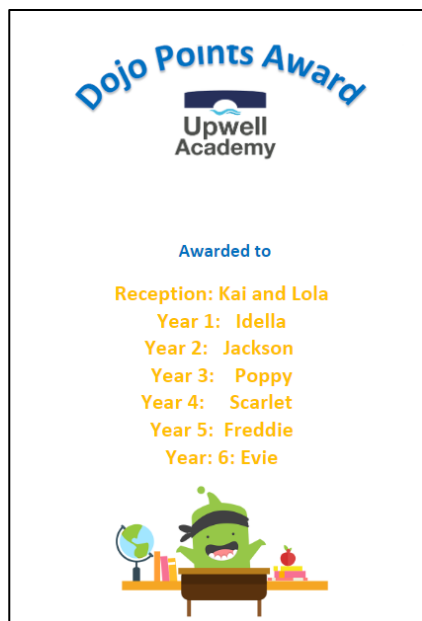 Dojo Points Award
Upwell
Academy
Awarded to
Reception: Kai and Lola
Year 1: Idella
Year 2: Jackson
Year 3: Poppy
Year 4: Scarlet
Year 5: Freddie
Year: 6: Evie